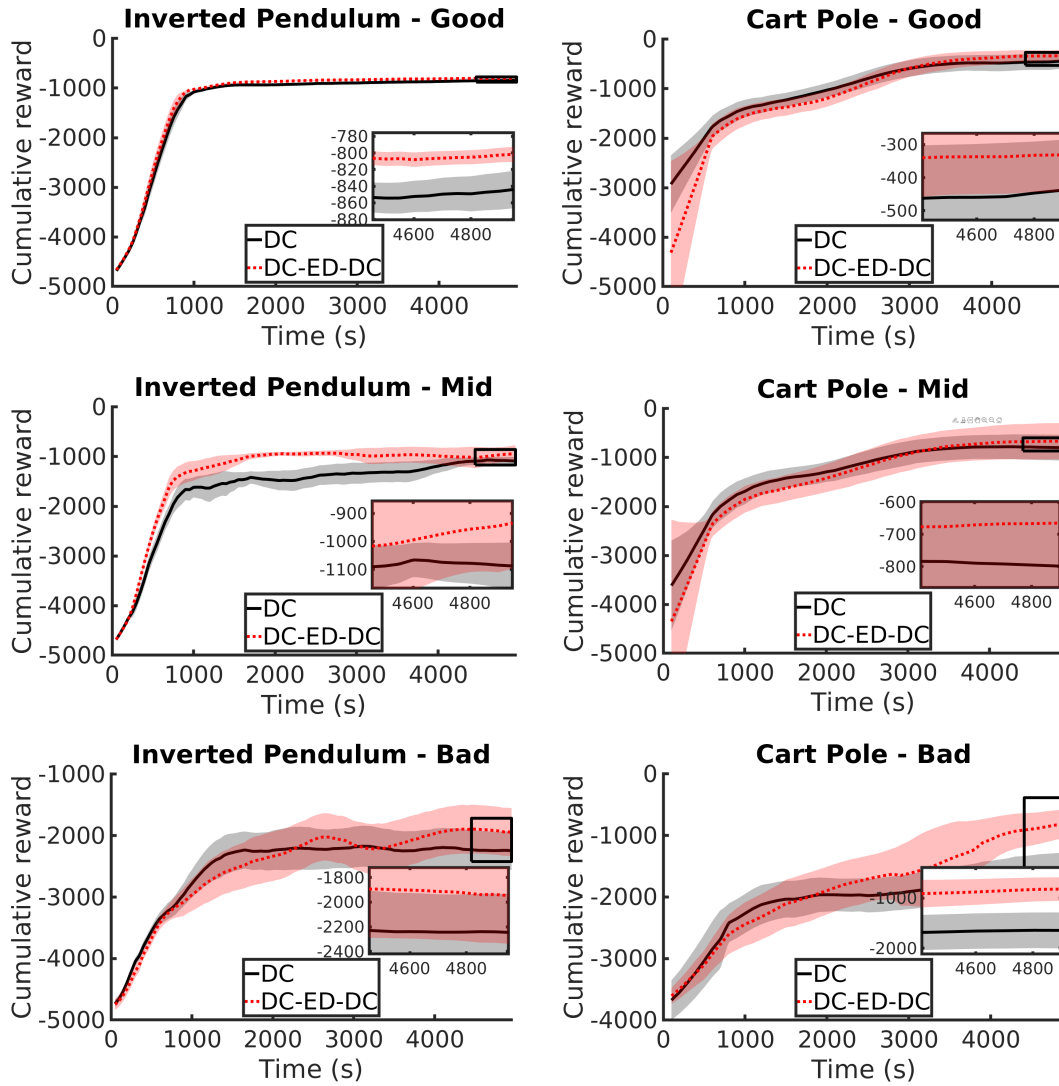 Inverted Pendulum - Good
Cumulative reward
0
-1000
-2000
-3000
-4000
-5000
0 1000 2000 3000 4000
Time (s)
-776
-800
-820
-840
-860
-880
4600 4800
DC
DC-ED-DC
Cart Pole - Good
Cumulative reward
0
-1000
-2000
-3000
-4000
-5000
0 1000 2000 3000 4000
Time (s)
-300
-400
-500
4600 4800
DC
DC-ED-DC
Inverted Pendulum - Mid
Cumulative reward
0
-1000
-2000
-3000
-4000
-5000
0 1000 2000 3000 4000
Time (s)
-900
-1000
-1100
4600 4800
DC
DC-ED-DC
Cart Pole - Mid
Cumulative reward
0
-1000
-2000
-3000
-4000
-5000
0 1000 2000 3000 4000
Time (s)
-600
-700
-800
4600 4800
DC
DC-ED-DC
Inverted Pendulum - Bad
Cumulative reward
-1000
-2000
-3000
-4000
-5000
0 1000 2000 3000 4000
Time (s)
-1800
-2000
-2200
-2400
4600 4800
DC
DC-ED-DC
Cart Pole - Bad
Cumulative reward
0
-1000
-2000
-3000
-4000
0 1000 2000 3000 4000
Time (s)
-1000
-2000
4600 4800
DC
DC-ED-DC